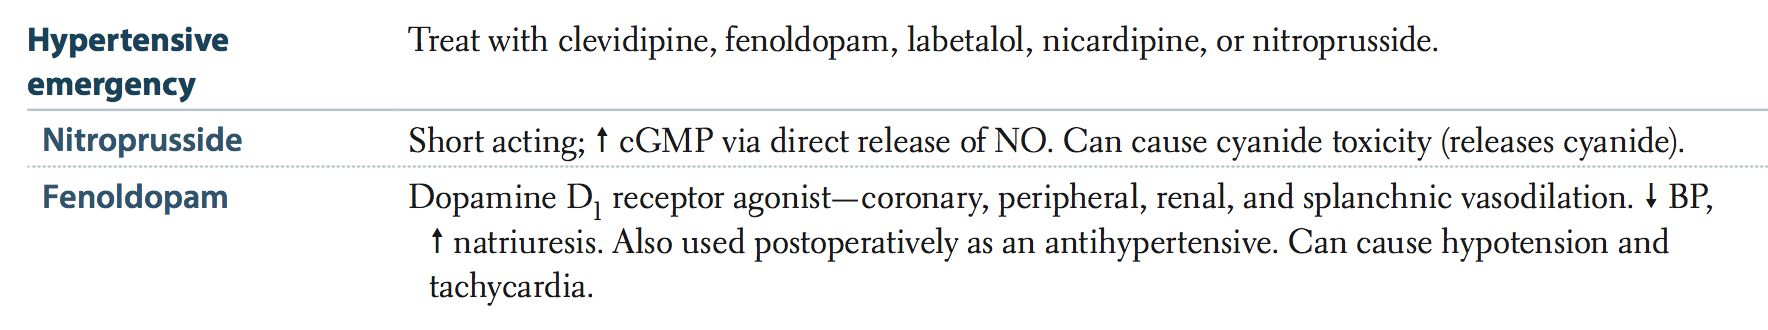 Hypertensive emergency
Treat with clevidipine, fenoldopam, labetalol, nicardipine, or nitroprusside.
Nitroprusside
Short acting; ↑ cGMP via direct release of NO. Can cause cyanide toxicity (releases cyanide).
Fenoldopam
Dopamine D₁ receptor agonist—coronary, peripheral, renal, and splanchnic vasodilation. ↓ BP,
↑ natriuresis. Also used postoperatively as an antihypertensive. Can cause hypotension and
tachycardia.